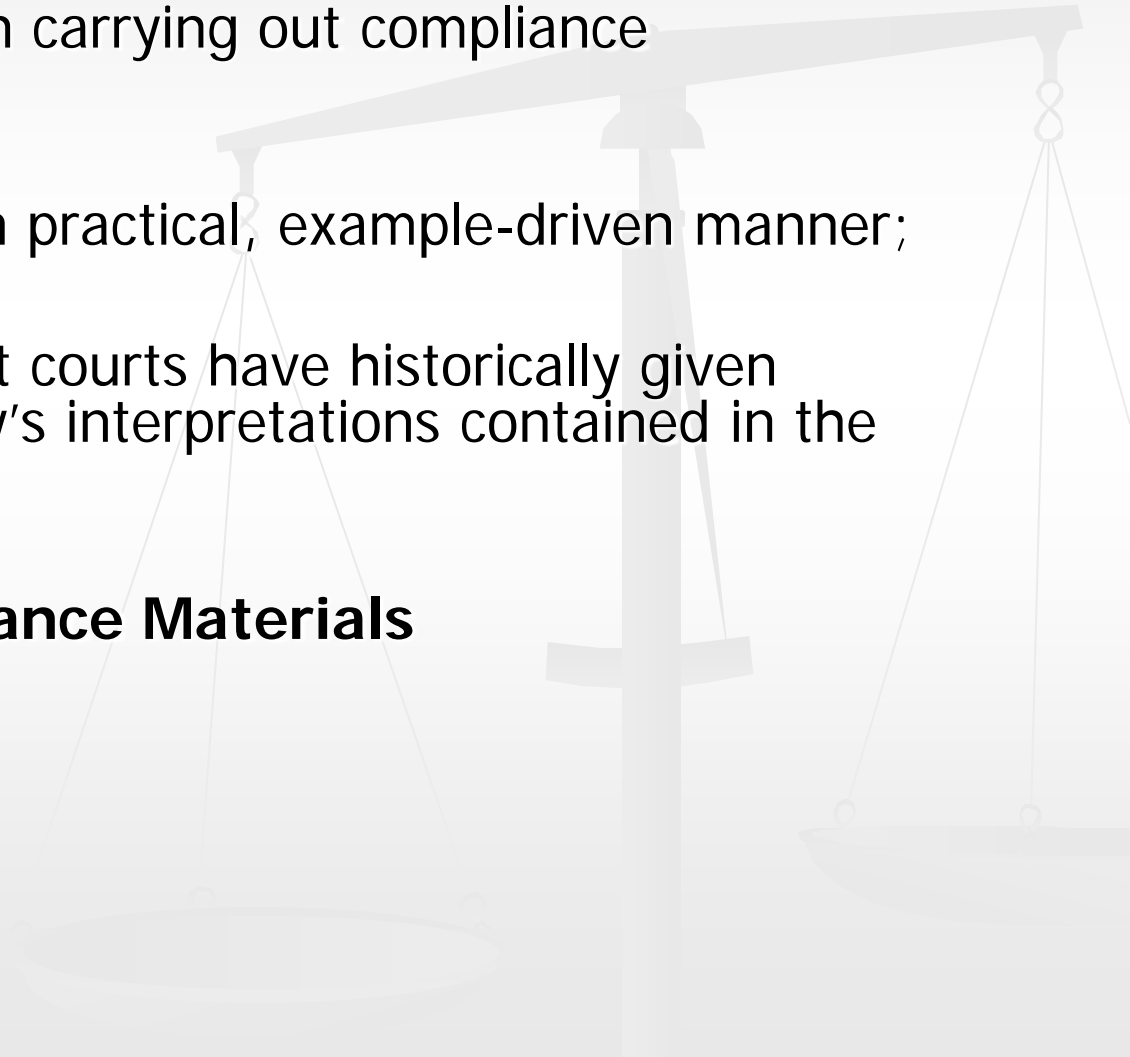 n carrying out compliance
practical, example-driven manner;
t courts have historically given
y's interpretations contained in the
ance Materials